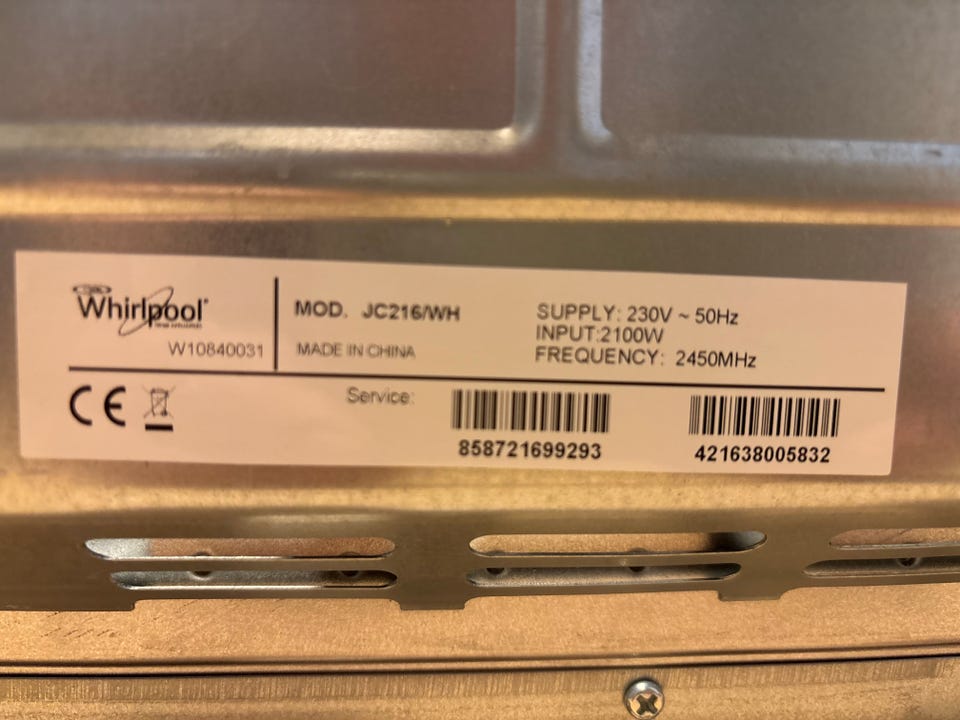 Whirlpool
W10840031
MOD. JC216/WH
MADE IN CHINA
SUPPLY: 230V ~ 50Hz
INPUT:2100W
FREQUENCY: 2450MHz
CE
Service:
858721699293
421638005832